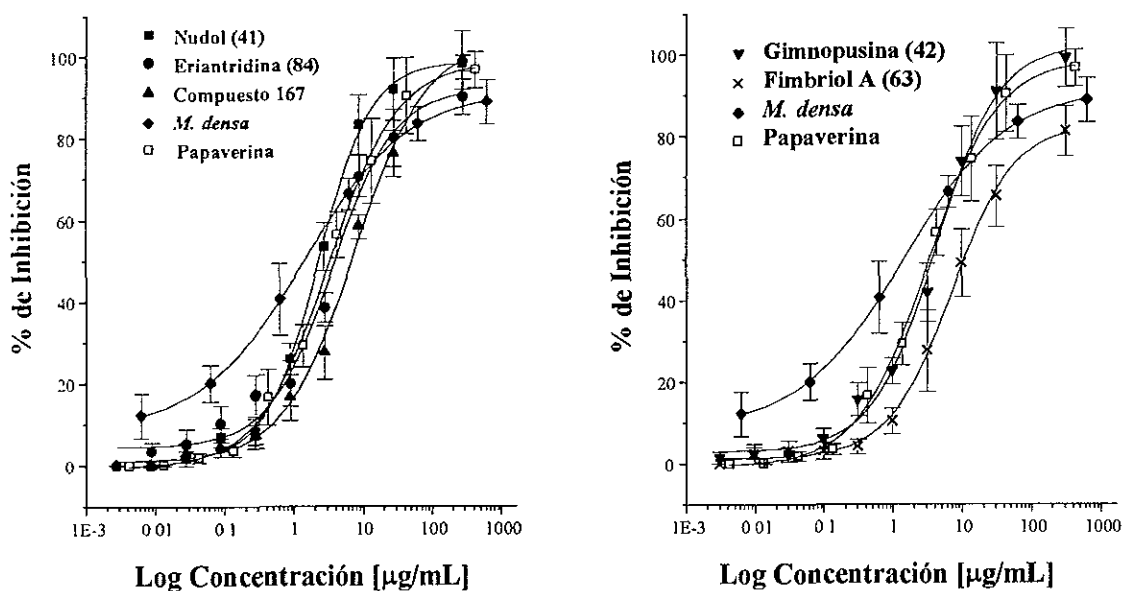 Nudol (41)
Eriantridina (84)
Compuesto 167
M. densa
Papaverina
100
80
60
40
20
0
% de Inhibición
1E-3
0 01
0 1
1
10
100
1000
Log Concentración [µg/mL]
Gimnopusina (42)
Fimbriol A (63)
M. densa
Papaverina
100
80
60
40
20
0
% de Inhibición
1E-3
0 01
0 1
1
10
100
1000
Log Concentración [µg/mL]